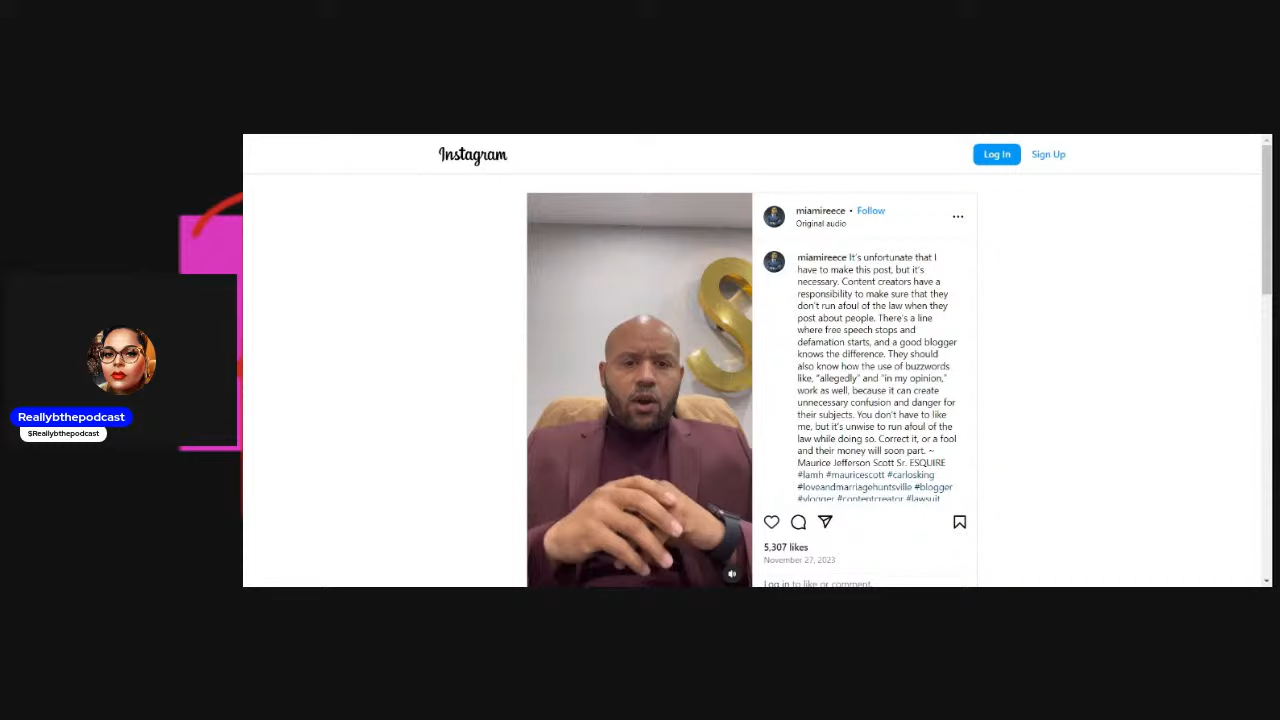 Instagram
Log In
Sign Up
miamireece • Follow
Original audio
miamireece It's unfortunate that I
have to make this post, but it's
necessary. Content creators have a
responsibility to make sure that they
don't run afoul of the law when they
post about people. There's a line
where free speech stops and
defamation starts, and a good blogger
knows the difference. They should
also know how the use of buzzwords
like, "allegedly" and "in my opinion,"
work as well, because it can create
unnecessary confusion and danger for
their subjects. You don't have to like
me, but it's unwise to run afoul of the
law while doing so. Correct it, or a fool
and their money will soon part. ~
Maurice Jefferson Scott Sr. ESQUIRE
#lamh #mauricescott #carlosking
#loveandmarriagehuntsville #blogger
#vlogger #contentcreator #lawsuit
5,307 likes
November 27, 2023
Log in to like or comment.
S
Reallybthepodcast
$Reallybthepodcast